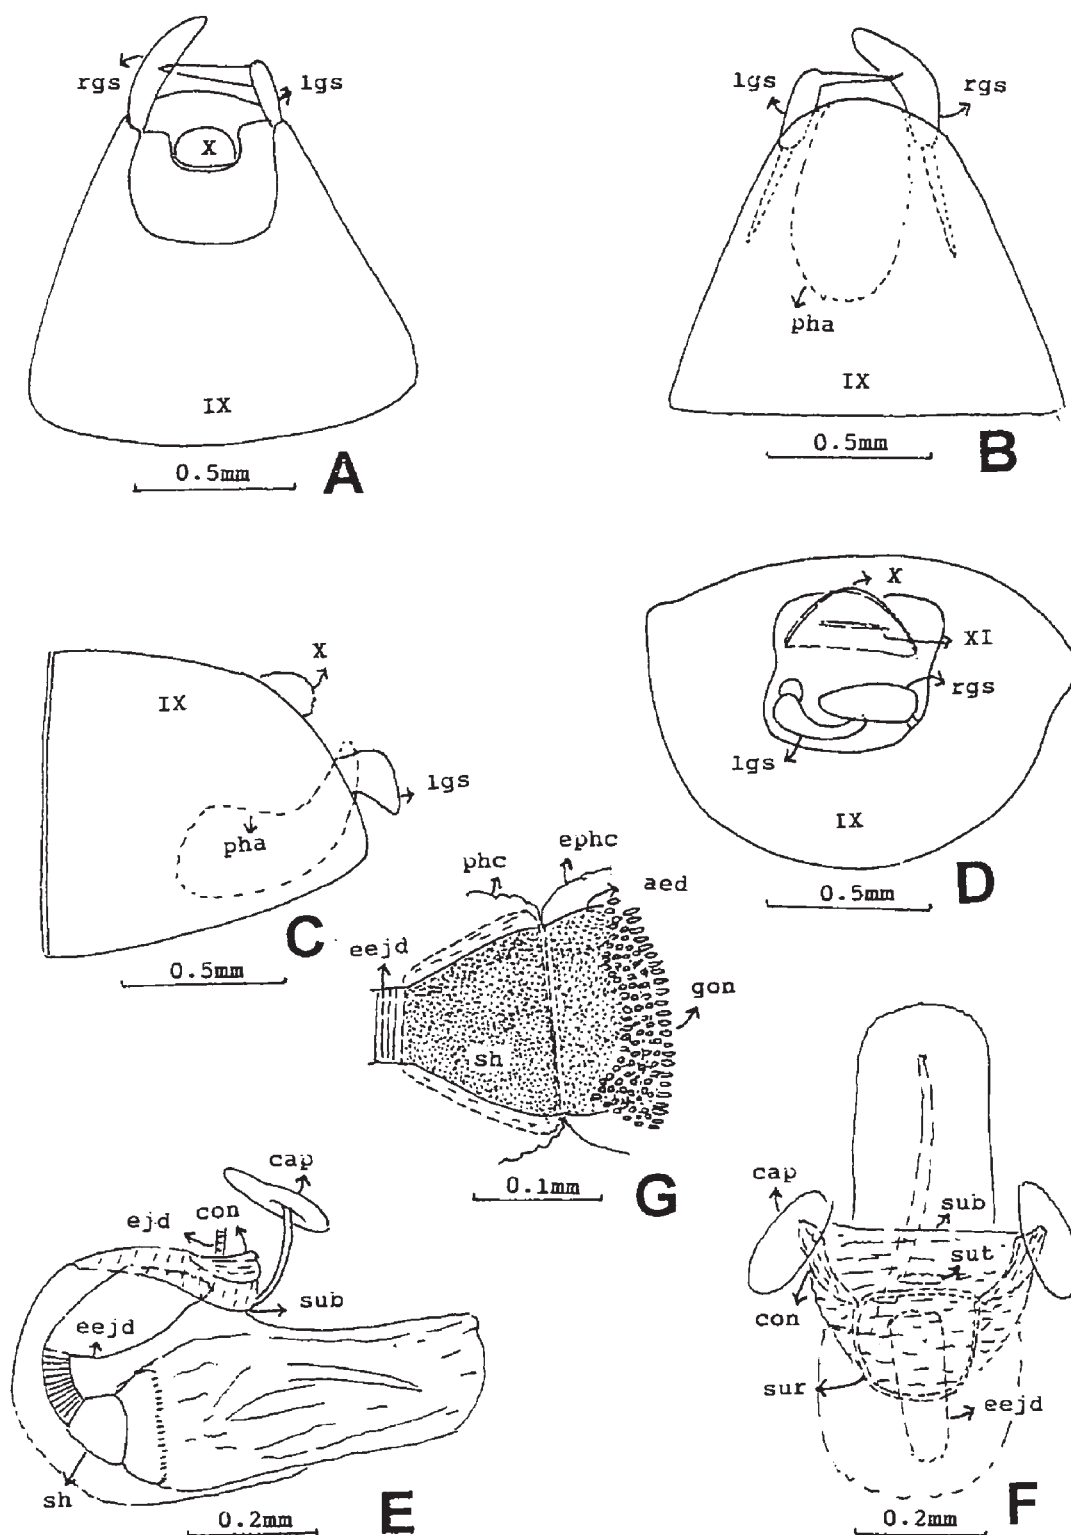 rgs
lgs
X
IX
0.5mm
A
lgs
rgs
pha
IX
0.5mm
B
X
IX
lgs
pha
C
0.5mm
X
XI
rgs
lgs
IX
D
0.5mm
phc
ephc
aed
eejd
gon
sh
0.1mm
G
cap
ejd
con
sub
eejd
sh
0.2mm
E
cap
sub
sut
con
sur
eejd
F
0.2mm